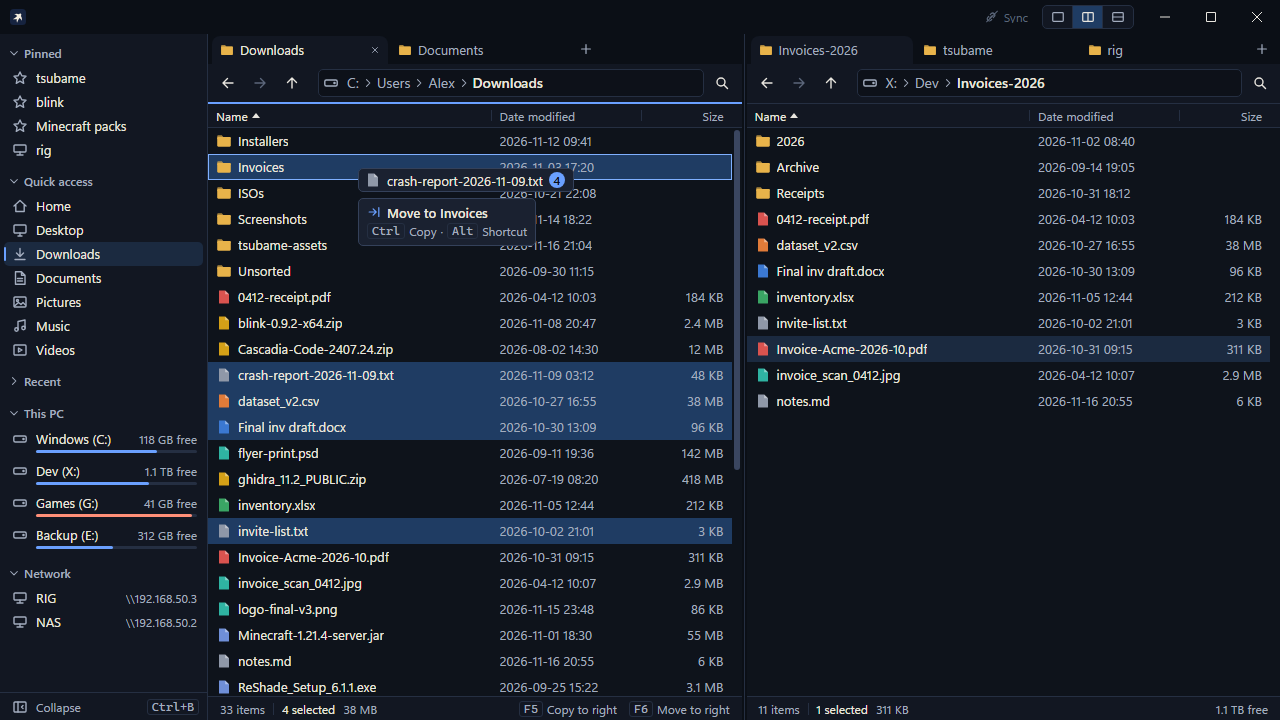 Sync
Pinned
tsubame
blink
Minecraft packs
rig
Quick access
Home
Desktop
Downloads
Documents
Pictures
Music
Videos
Recent
This PC
Windows (C:) 118 GB free
Dev (X:) 1.1 TB free
Games (G:) 41 GB free
Backup (E:) 312 GB free
Network
RIG \\192.168.50.3
NAS \\192.168.50.2
Collapse Ctrl+B
Downloads Documents
C: Users Alex Downloads
Name Date modified Size
Installers 2026-11-12 09:41
Invoices 2026-11-03 17:20
crash-report-2026-11-09.txt 4
ISOs 2026-10-21 22:08
Move to Invoices
Ctrl Copy · Alt Shortcut
Screenshots 11-14 18:22
tsubame-assets 11-16 21:04
Unsorted 2026-09-30 11:15
0412-receipt.pdf 2026-04-12 10:03 184 KB
blink-0.9.2-x64.zip 2026-11-08 20:47 2.4 MB
Cascadia-Code-2407.24.zip 2026-08-02 14:30 12 MB
crash-report-2026-11-09.txt 2026-11-09 03:12 48 KB
dataset_v2.csv 2026-10-27 16:55 38 MB
Final inv draft.docx 2026-10-30 13:09 96 KB
flyer-print.psd 2026-09-11 19:36 142 MB
ghidra_11.2_PUBLIC.zip 2026-07-19 08:20 418 MB
inventory.xlsx 2026-11-05 12:44 212 KB
invite-list.txt 2026-10-02 21:01 3 KB
Invoice-Acme-2026-10.pdf 2026-10-31 09:15 311 KB
invoice_scan_0412.jpg 2026-04-12 10:07 2.9 MB
logo-final-v3.png 2026-11-15 23:48 86 KB
Minecraft-1.21.4-server.jar 2026-11-01 18:30 55 MB
notes.md 2026-11-16 20:55 6 KB
ReShade_Setup_6.1.1.exe 2026-09-25 15:22 3.1 MB
33 items 4 selected 38 MB F5 Copy to right F6 Move to right
Invoices-2026 tsubame rig
X: Dev Invoices-2026
Name Date modified Size
2026 2026-11-02 08:40
Archive 2026-09-14 19:05
Receipts 2026-10-31 18:12
0412-receipt.pdf 2026-04-12 10:03 184 KB
dataset_v2.csv 2026-10-27 16:55 38 MB
Final inv draft.docx 2026-10-30 13:09 96 KB
inventory.xlsx 2026-11-05 12:44 212 KB
invite-list.txt 2026-10-02 21:01 3 KB
Invoice-Acme-2026-10.pdf 2026-10-31 09:15 311 KB
invoice_scan_0412.jpg 2026-04-12 10:07 2.9 MB
notes.md 2026-11-16 20:55 6 KB
11 items 1 selected 311 KB 1.1 TB free